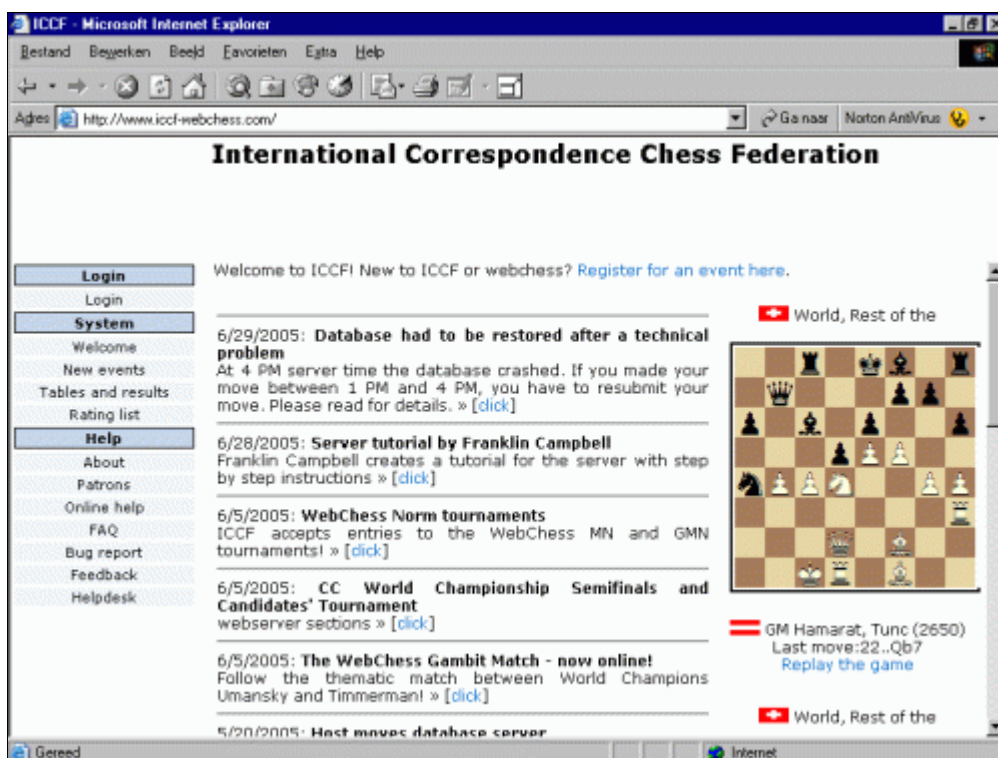 ICCF - Microsoft Internet Explorer
Bestand Bewerken Beeld Favorieten Extra Help
Adres http://www.iccf-webchess.com/ Ga naar Norton AntiVirus
International Correspondence Chess Federation
Login
Login
System
Welcome
New events
Tables and results
Rating list
Help
About
Patrons
Online help
FAQ
Bug report
Feedback
Helpdesk
Welcome to ICCF! New to ICCF or webchess? Register for an event here.
6/29/2005: Database had to be restored after a technical
problem
At 4 PM server time the database crashed. If you made your
move between 1 PM and 4 PM, you have to resubmit your
move. Please read for details. » [click]
6/28/2005: Server tutorial by Franklin Campbell
Franklin Campbell creates a tutorial for the server with step
by step instructions » [click]
6/5/2005: WebChess Norm tournaments
ICCF accepts entries to the WebChess MN and GMN
tournaments! » [click]
6/5/2005: CC World Championship Semifinals and
Candidates' Tournament
webserver sections » [click]
6/5/2005: The WebChess Gambit Match - now online!
Follow the thematic match between World Champions
Umansky and Timmerman! » [click]
5/20/2005: Host moves database server
World, Rest of the
GM Hamarat, Tunc (2650)
Last move:22..Qb7
Replay the game
World, Rest of the
Gereed Internet